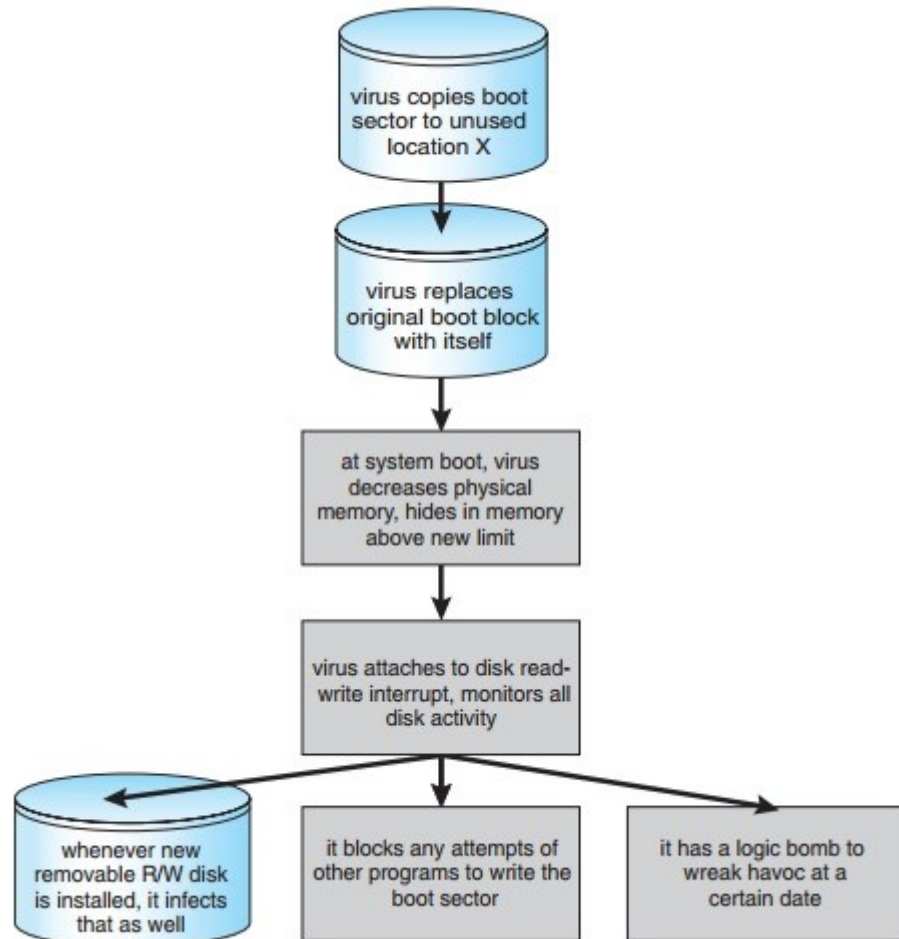 virus copies boot
sector to unused
location X
virus replaces
original boot block
with itself
at system boot, virus
decreases physical
memory, hides in memory
above new limit
virus attaches to disk read-
write interrupt, monitors all
disk activity
whenever new
removable R/W disk
is installed, it infects
that as well
it blocks any attempts of
other programs to write the
boot sector
it has a logic bomb to
wreak havoc at a
certain date